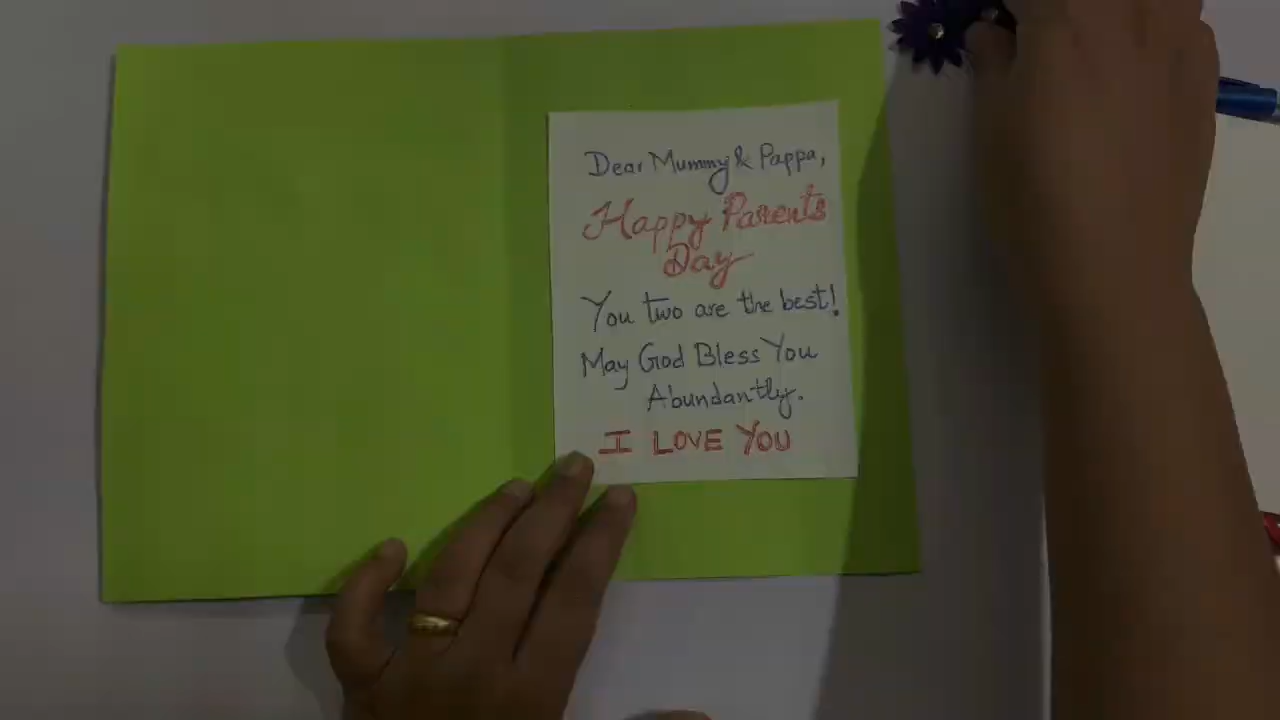 Dear Mummy & Pappa,
Happy Parents
Day
You two are the best!
May God Bless You
Abundantly.
I LOVE YOU